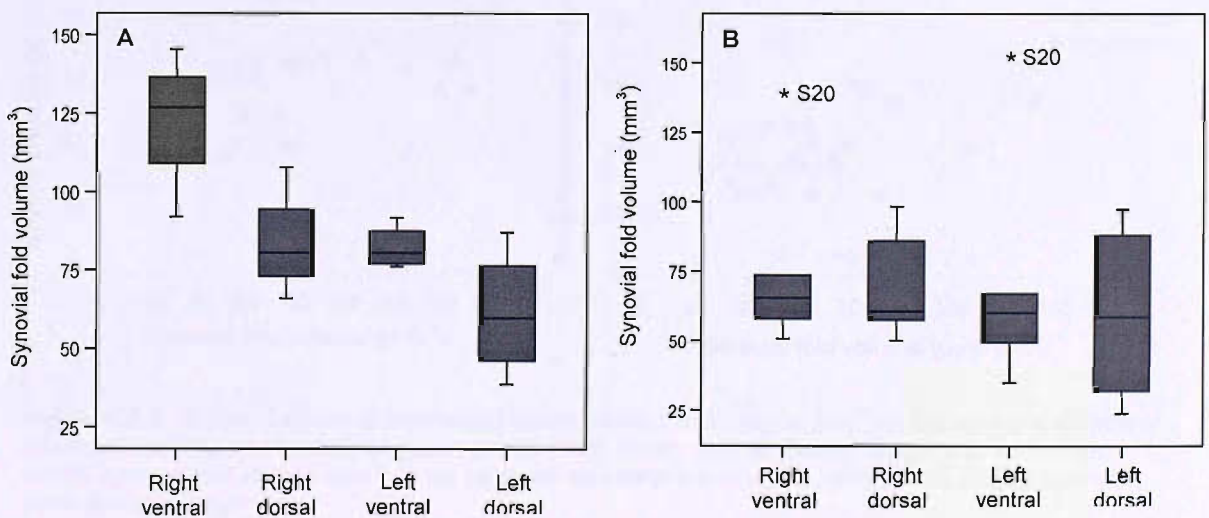 A
Synovial fold volume (mm³)
150
125
100
75
50
25
Right ventral
Right dorsal
Left ventral
Left dorsal
B
Synovial fold volume (mm³)
150
125
100
75
50
25
* S20
* S20
Right ventral
Right dorsal
Left ventral
Left dorsal